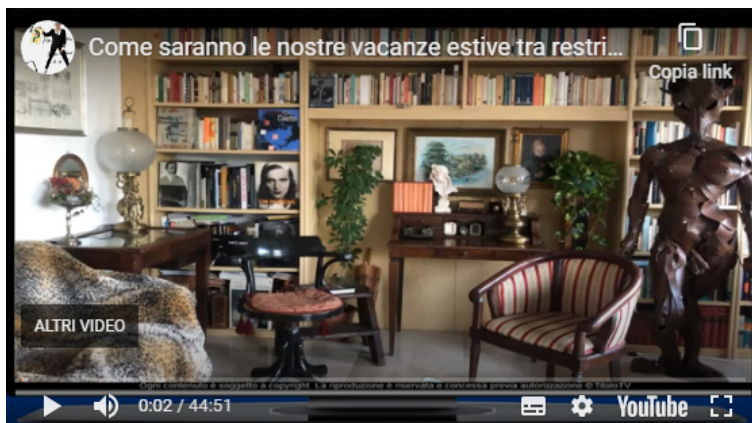 Come saranno le nostre vacanze estive tra restri...
Copia link
ALTRI VIDEO
Ogni contenuto è soggetto a copyright. La riproduzione è riservata e concessa previa autorizzazione © TitoloTV
0:02 / 44:51
YouTube